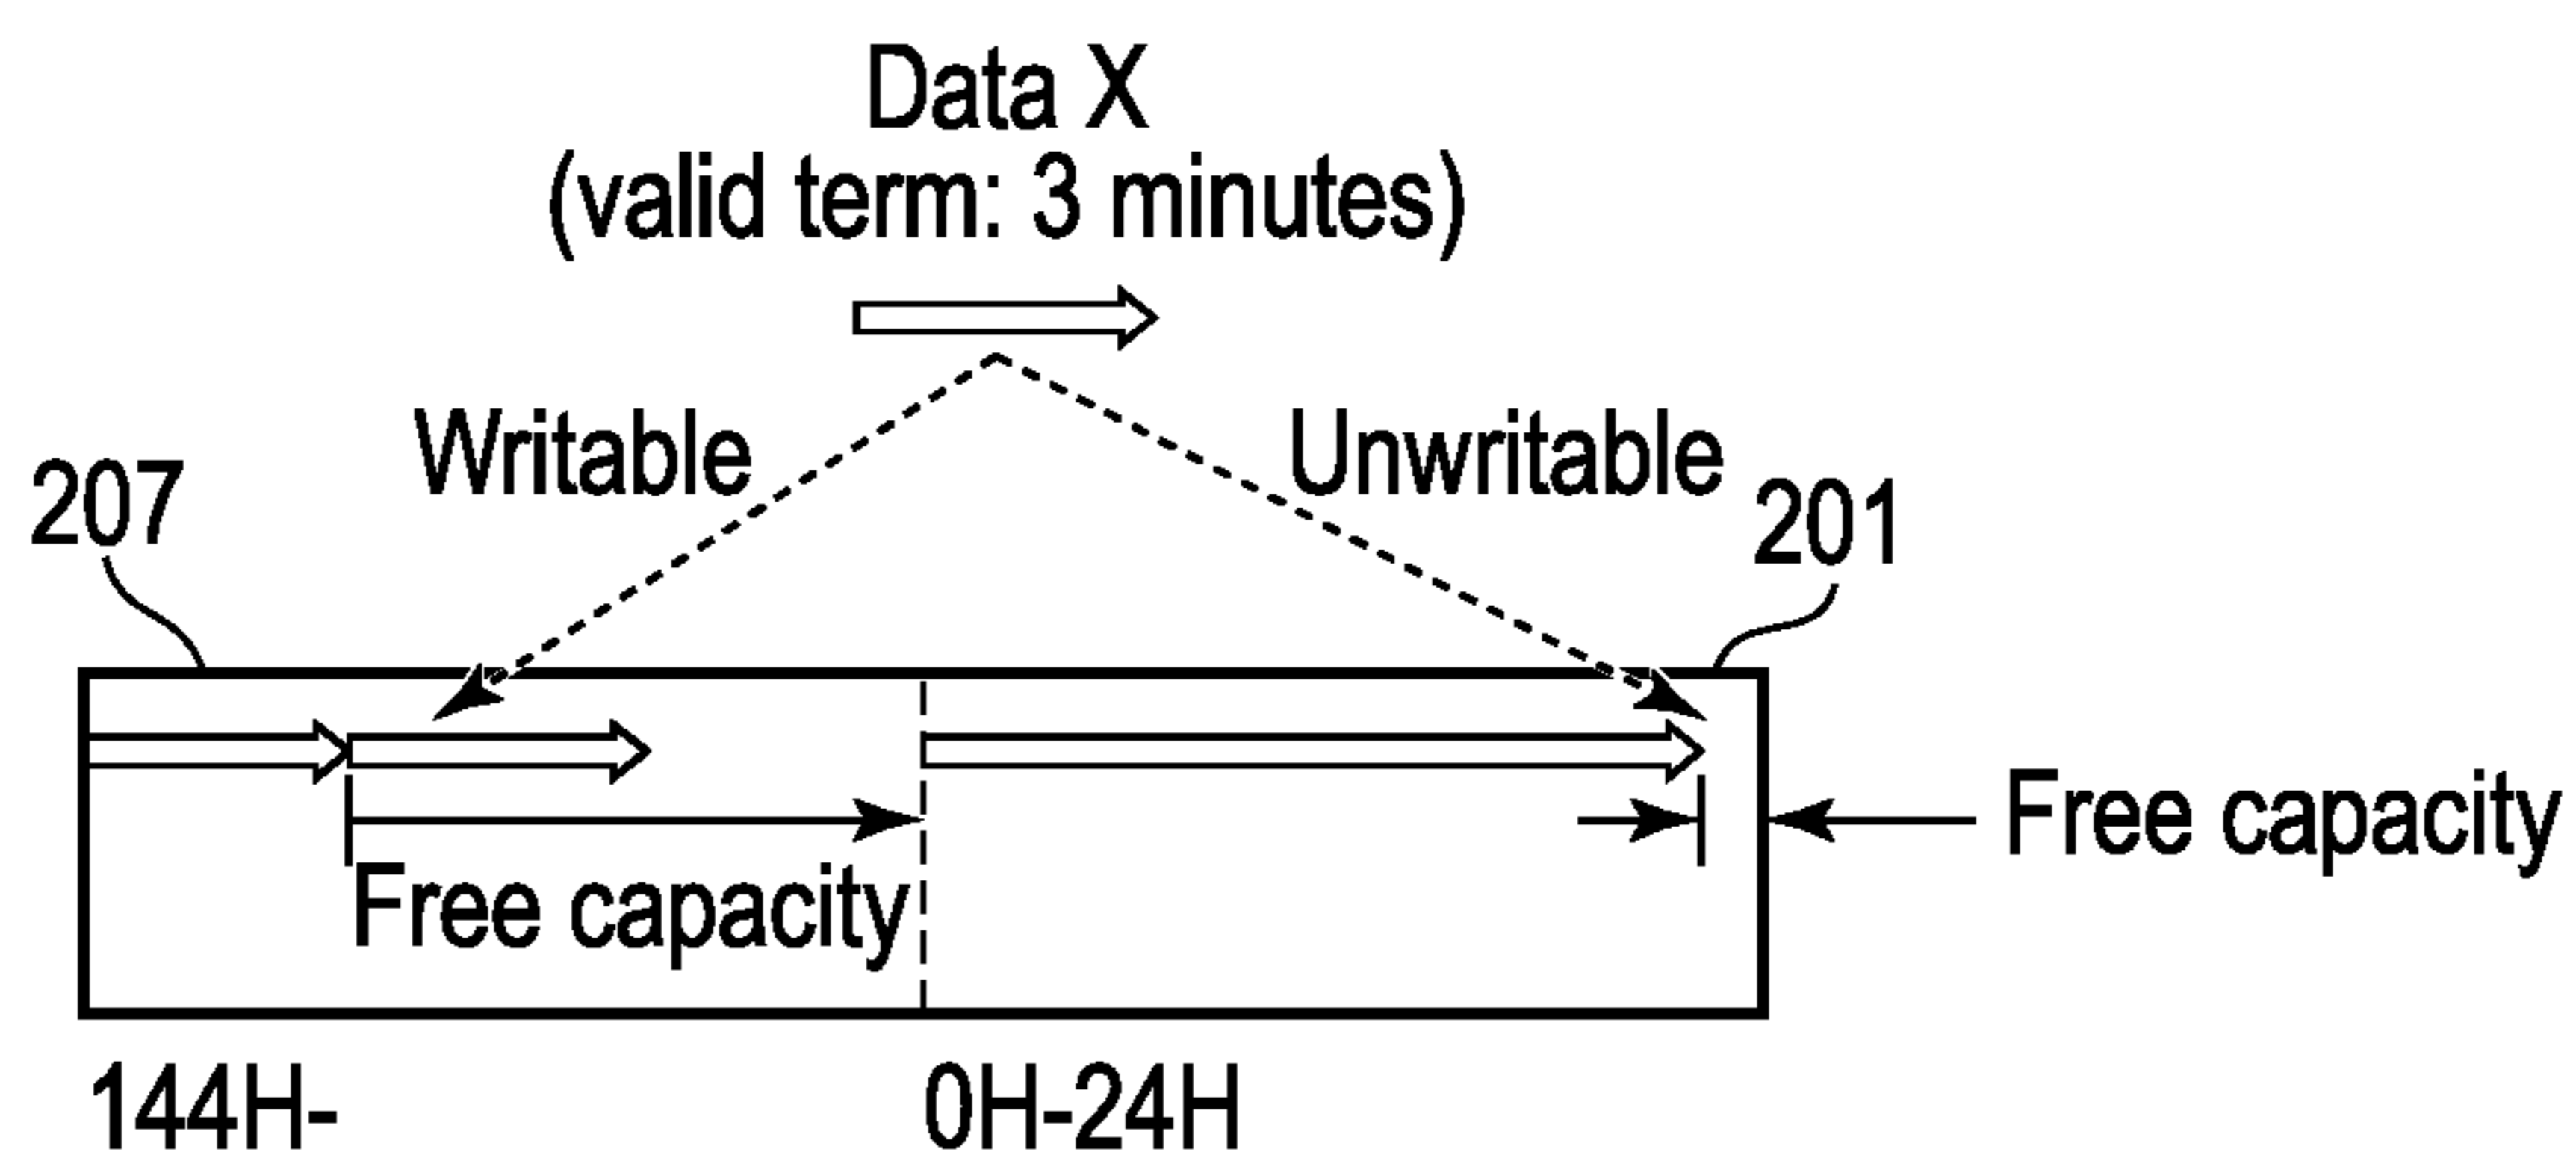 Data X
(valid term: 3 minutes)
Writable
Unwritable
207
201
Free capacity
Free capacity
144H-
0H-24H